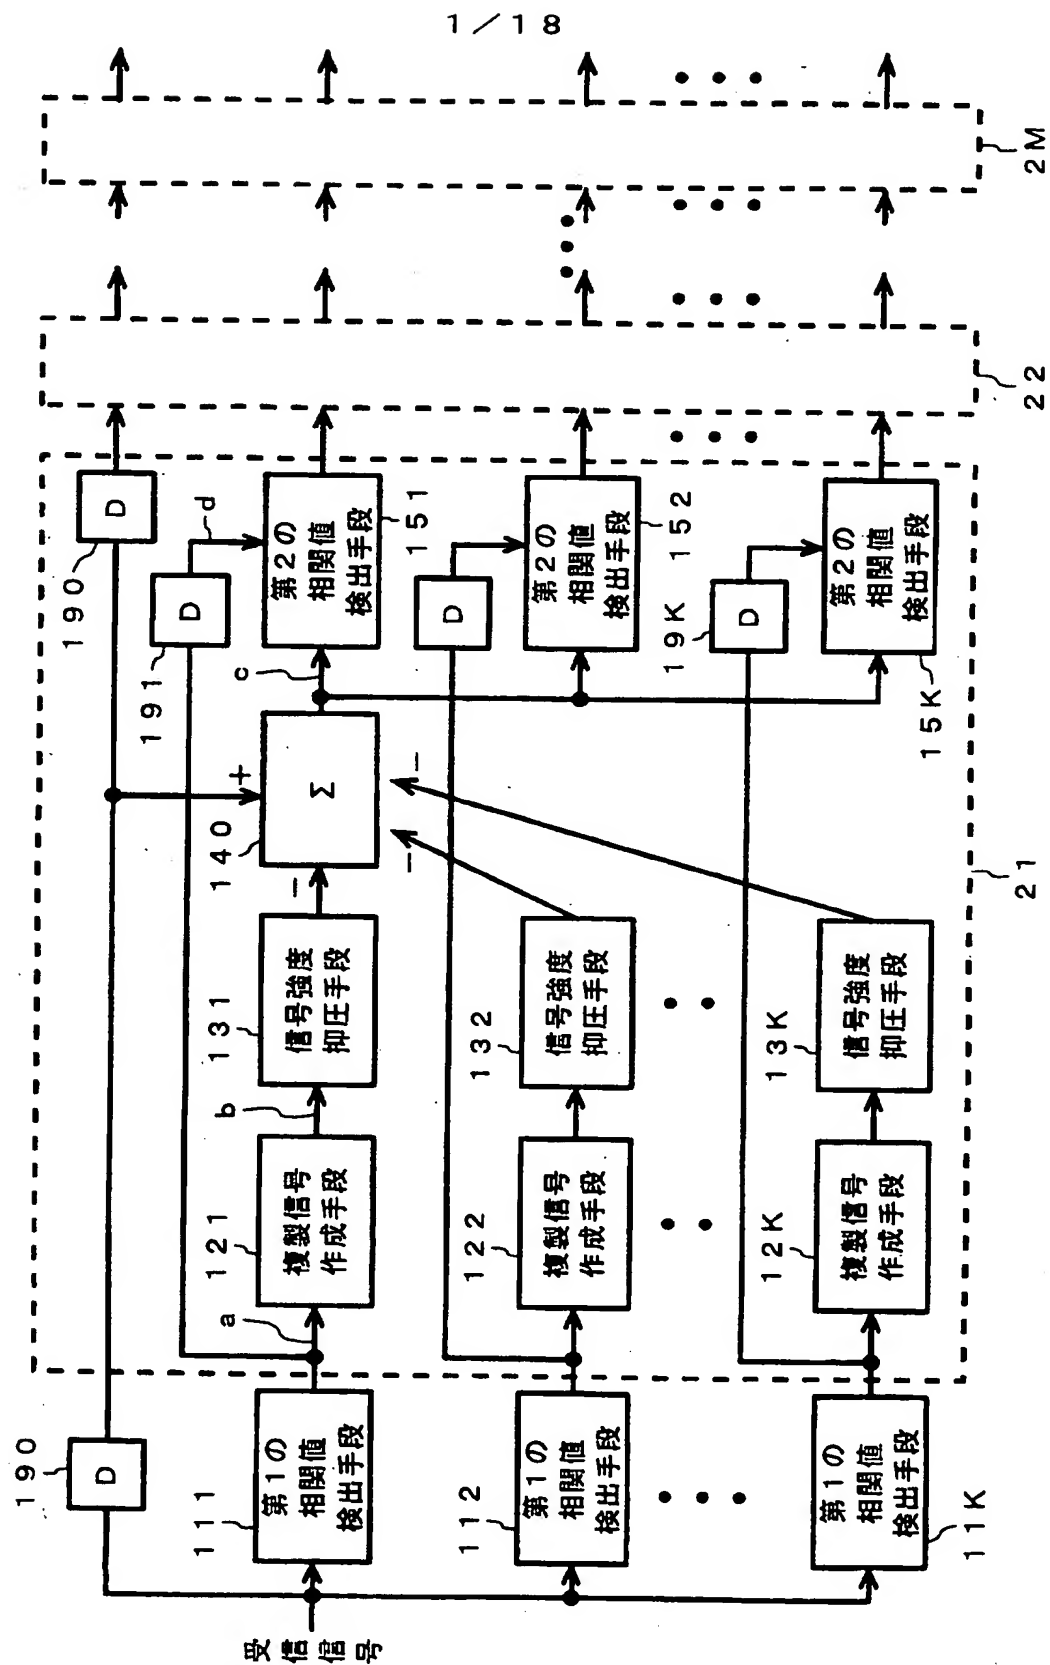 1/18
受信信号
190
D
111
第1の
相関値
検出手段
112
第1の
相関値
検出手段
11K
第1の
相関値
検出手段
a
121
複製信号
作成手段
b
131
信号強度
抑圧手段
−
140
Σ
+
−
−
c
191
D
d
190
D
第2の
相関値
検出手段
151
122
複製信号
作成手段
132
信号強度
抑圧手段
D
第2の
相関値
検出手段
152
12K
複製信号
作成手段
13K
信号強度
抑圧手段
19K
D
第2の
相関値
検出手段
15K
21
22
2M